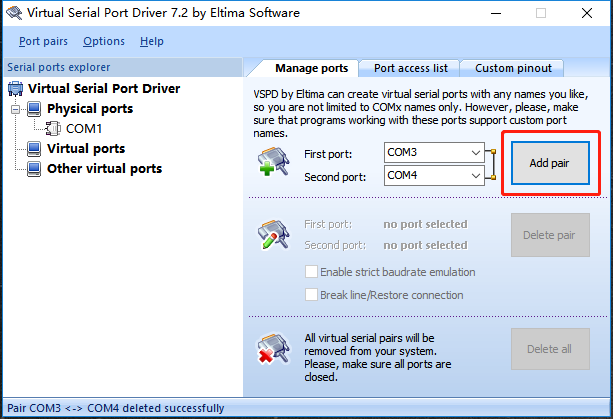 Virtual Serial Port Driver 7.2 by Eltima Software
Port pairs Options Help
Serial ports explorer
Virtual Serial Port Driver
Physical ports
COM1
Virtual ports
Other virtual ports
Manage ports Port access list Custom pinout
VSPD by Eltima can create virtual serial ports with any names you like,
so you are not limited to COMx names only. However, please, make
sure that programs working with these ports support custom port
names.
First port: COM3
Second port: COM4
Add pair
First port: no port selected
Second port: no port selected
Delete pair
Enable strict baudrate emulation
Break line/Restore connection
All virtual serial pairs will be
removed from your system.
Please, make sure all ports are
closed.
Delete all
Pair COM3 <-> COM4 deleted successfully